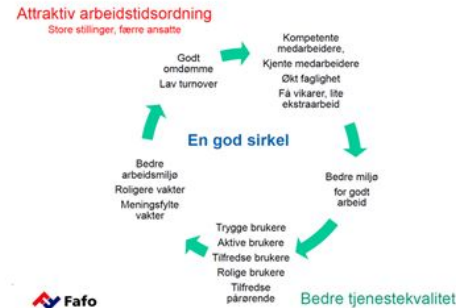 Attraktiv arbeidstidsordning
Store stillinger, færre ansatte
Godt
omdømme
Lav turnover
Kompetente
medarbeidere,
Kjente medarbeidere
Økt faglighet
Få vikarer, lite
ekstraarbeid
En god sirkel
Bedre miljø
for godt
arbeid
Trygge brukere
Aktive brukere
Tilfredse brukere
Rolige brukere
Tilfredse
pårørende
Bedre
arbeidsmiljø
Roligere vakter
Meningsfylte
vakter
Fafo
Bedre tjenestekvalitet